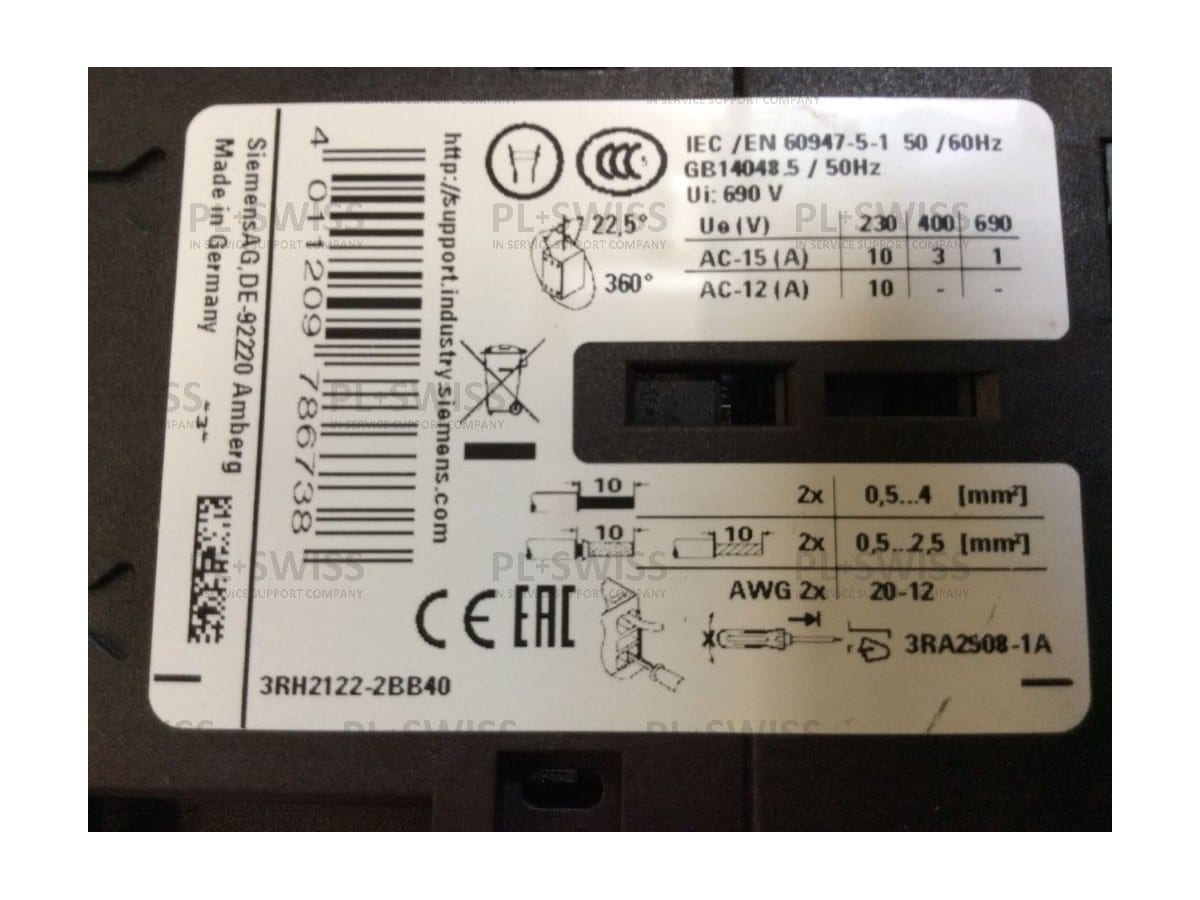 SiemensAG,DE-92220 Amberg
Made in Germany
4 011209 786738
http://support.industry.siemens.com
CCC
IEC /EN 60947-5-1 50 /60Hz
GB14048.5 / 50Hz
Ui: 690 V
Ue (V) 230 400 690
AC-15 (A) 10 3 1
AC-12 (A) 10 - -
22,5°
360°
10 2x 0,5...4 [mm²]
10 10 2x 0,5...2,5 [mm²]
AWG 2x 20-12
CE EAC
3RA2908-1A
3RH2122-2BB40
PL+SWISS
IN SERVICE SUPPORT COMPANY